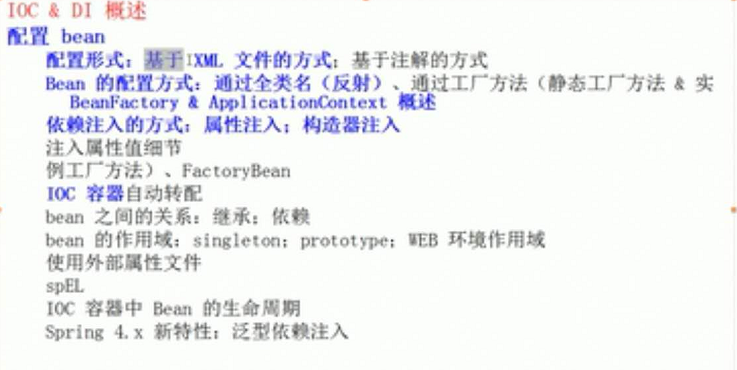 IOC & DI 概述
配置 bean
配置形式：基于 XML 文件的方式；基于注解的方式
Bean 的配置方式：通过全类名（反射）、通过工厂方法（静态工厂方法 & 实
BeanFactory & ApplicationContext 概述
依赖注入的方式：属性注入；构造器注入
注入属性值细节
例工厂方法）、FactoryBean
IOC 容器自动转配
bean 之间的关系：继承；依赖
bean 的作用域：singleton；prototype；WEB 环境作用域
使用外部属性文件
spEL
IOC 容器中 Bean 的生命周期
Spring 4.x 新特性：泛型依赖注入